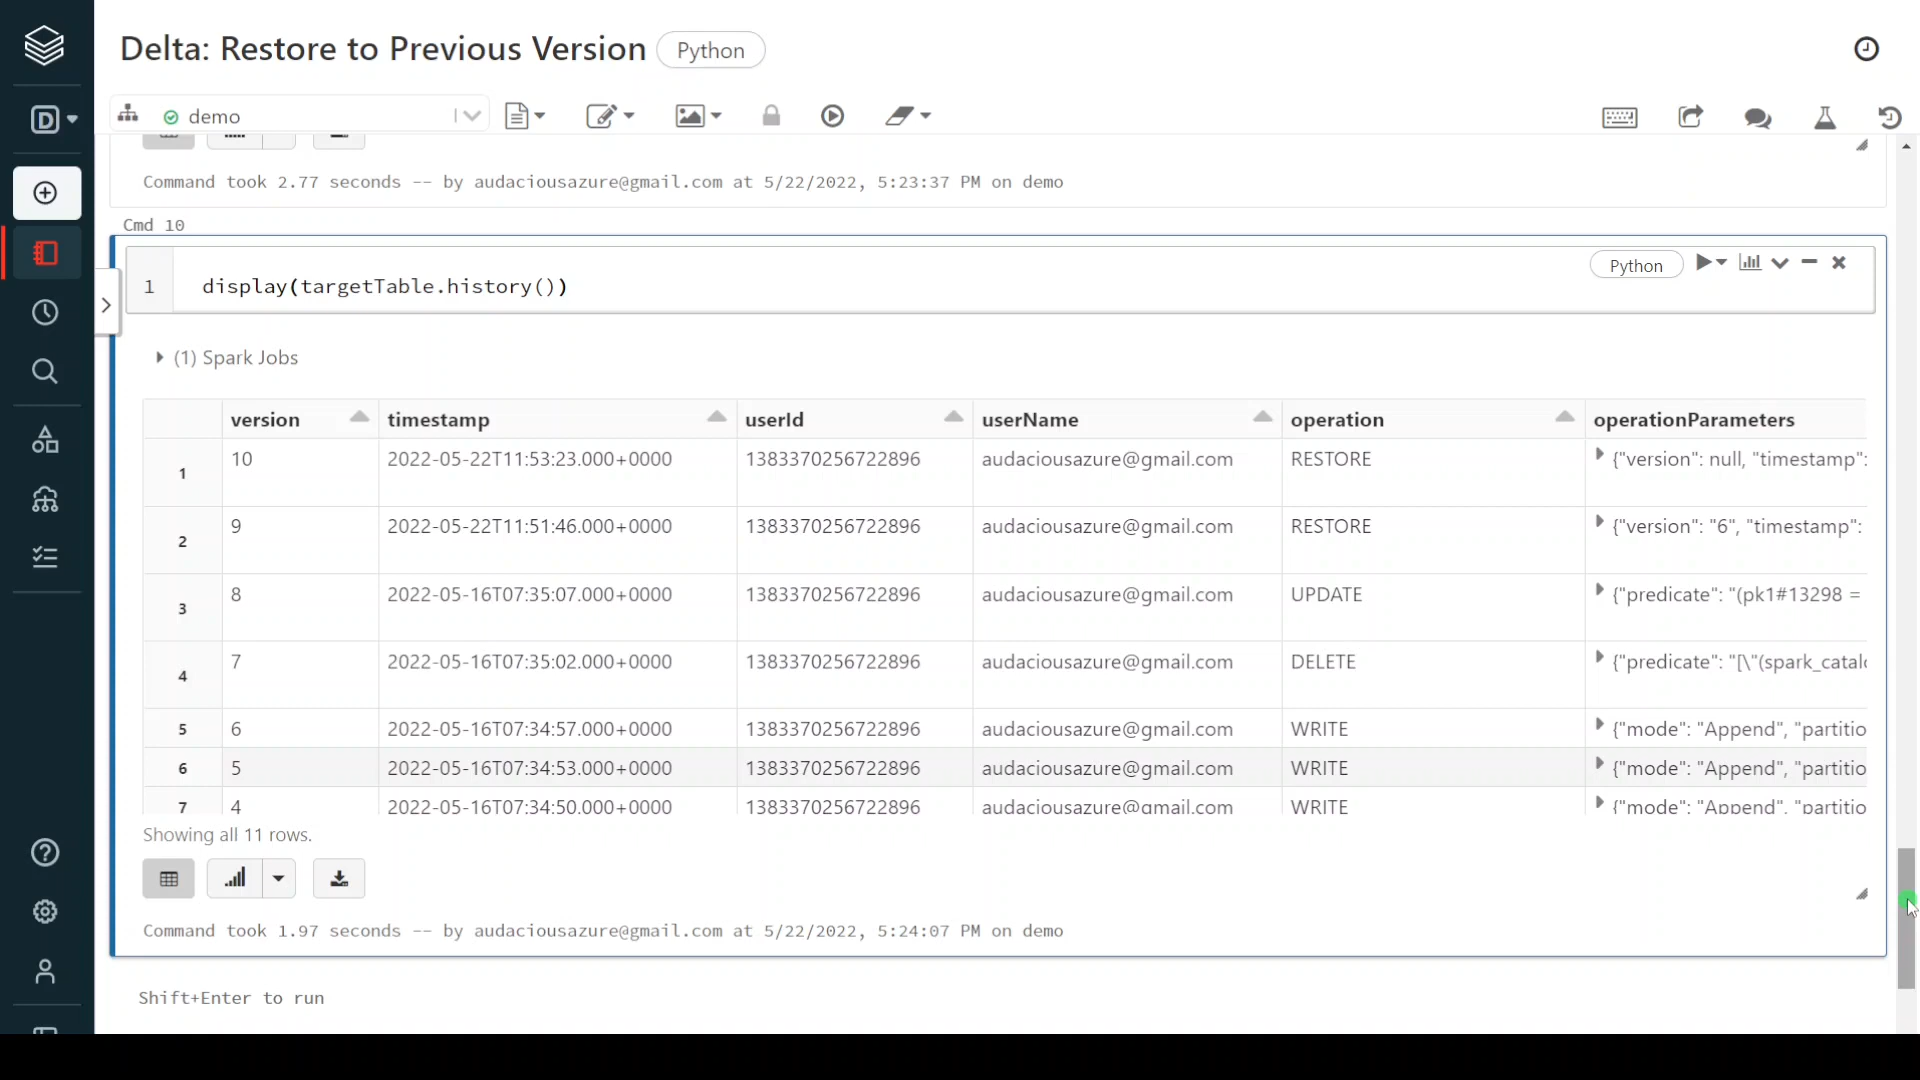 Delta: Restore to Previous Version Python
D
demo
Command took 2.77 seconds -- by audaciousazure@gmail.com at 5/22/2022, 5:23:37 PM on demo
Cmd 10
1 display(targetTable.history())
Python
(1) Spark Jobs
version timestamp userId userName operation operationParameters
1 10 2022-05-22T11:53:23.000+0000 1383370256722896 audaciousazure@gmail.com RESTORE {"version": null, "timestamp":
2 9 2022-05-22T11:51:46.000+0000 1383370256722896 audaciousazure@gmail.com RESTORE {"version": "6", "timestamp":
3 8 2022-05-16T07:35:07.000+0000 1383370256722896 audaciousazure@gmail.com UPDATE {"predicate": "(pk1#13298 =
4 7 2022-05-16T07:35:02.000+0000 1383370256722896 audaciousazure@gmail.com DELETE {"predicate": "[\"(spark_catal
5 6 2022-05-16T07:34:57.000+0000 1383370256722896 audaciousazure@gmail.com WRITE {"mode": "Append", "partitio
6 5 2022-05-16T07:34:53.000+0000 1383370256722896 audaciousazure@gmail.com WRITE {"mode": "Append", "partitio
7 4 2022-05-16T07:34:50.000+0000 1383370256722896 audaciousazure@gmail.com WRITE {"mode": "Append", "partitio
Showing all 11 rows.
Command took 1.97 seconds -- by audaciousazure@gmail.com at 5/22/2022, 5:24:07 PM on demo
Shift+Enter to run